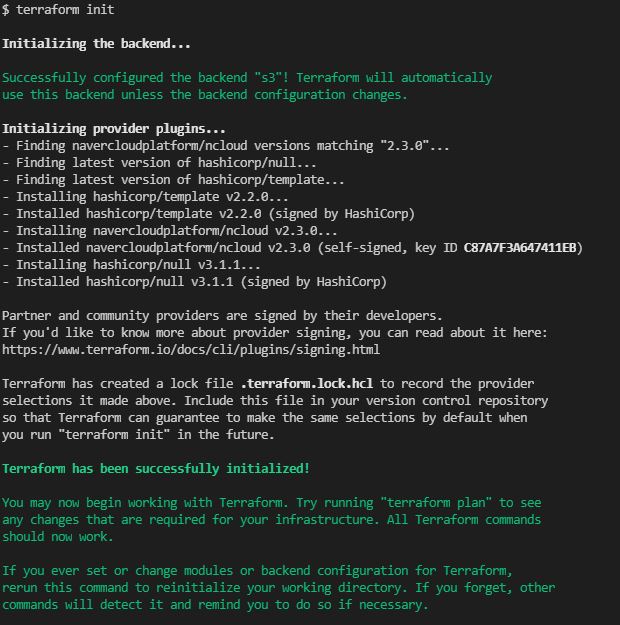 $ terraform init
Initializing the backend...
Successfully configured the backend "s3"! Terraform will automatically
use this backend unless the backend configuration changes.
Initializing provider plugins...
- Finding navercloudplatform/ncloud versions matching "2.3.0"...
- Finding latest version of hashicorp/null...
- Finding latest version of hashicorp/template...
- Installing hashicorp/template v2.2.0...
- Installed hashicorp/template v2.2.0 (signed by HashiCorp)
- Installing navercloudplatform/ncloud v2.3.0...
- Installed navercloudplatform/ncloud v2.3.0 (self-signed, key ID C87A7F3A647411EB)
- Installing hashicorp/null v3.1.1...
- Installed hashicorp/null v3.1.1 (signed by HashiCorp)
Partner and community providers are signed by their developers.
If you'd like to know more about provider signing, you can read about it here:
https://www.terraform.io/docs/cli/plugins/signing.html
Terraform has created a lock file .terraform.lock.hcl to record the provider
selections it made above. Include this file in your version control repository
so that Terraform can guarantee to make the same selections by default when
you run "terraform init" in the future.
Terraform has been successfully initialized!
You may now begin working with Terraform. Try running "terraform plan" to see
any changes that are required for your infrastructure. All Terraform commands
should now work.
If you ever set or change modules or backend configuration for Terraform,
rerun this command to reinitialize your working directory. If you forget, other
commands will detect it and remind you to do so if necessary.